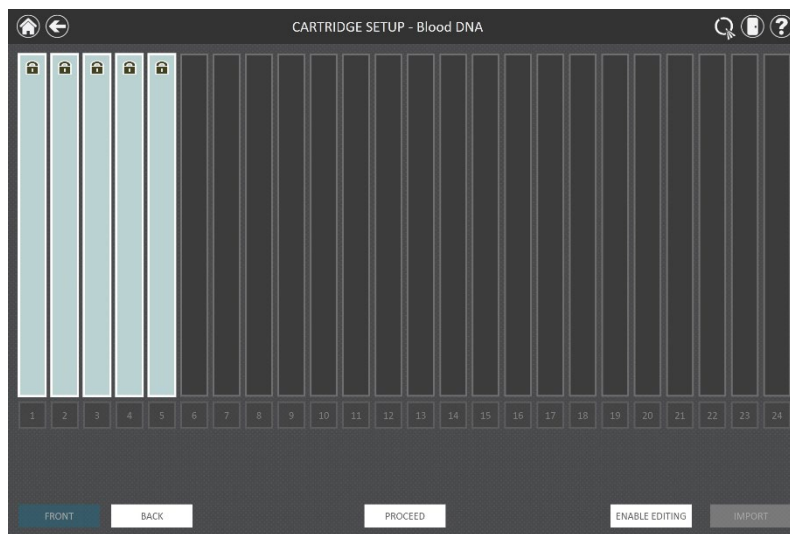 CARTRIDGE SETUP - Blood DNA
?
1 2 3 4 5 6 7 8 9 10 11 12 13 14 15 16 17 18 19 20 21 22 23 24
FRONT BACK PROCEED ENABLE EDITING IMPORT